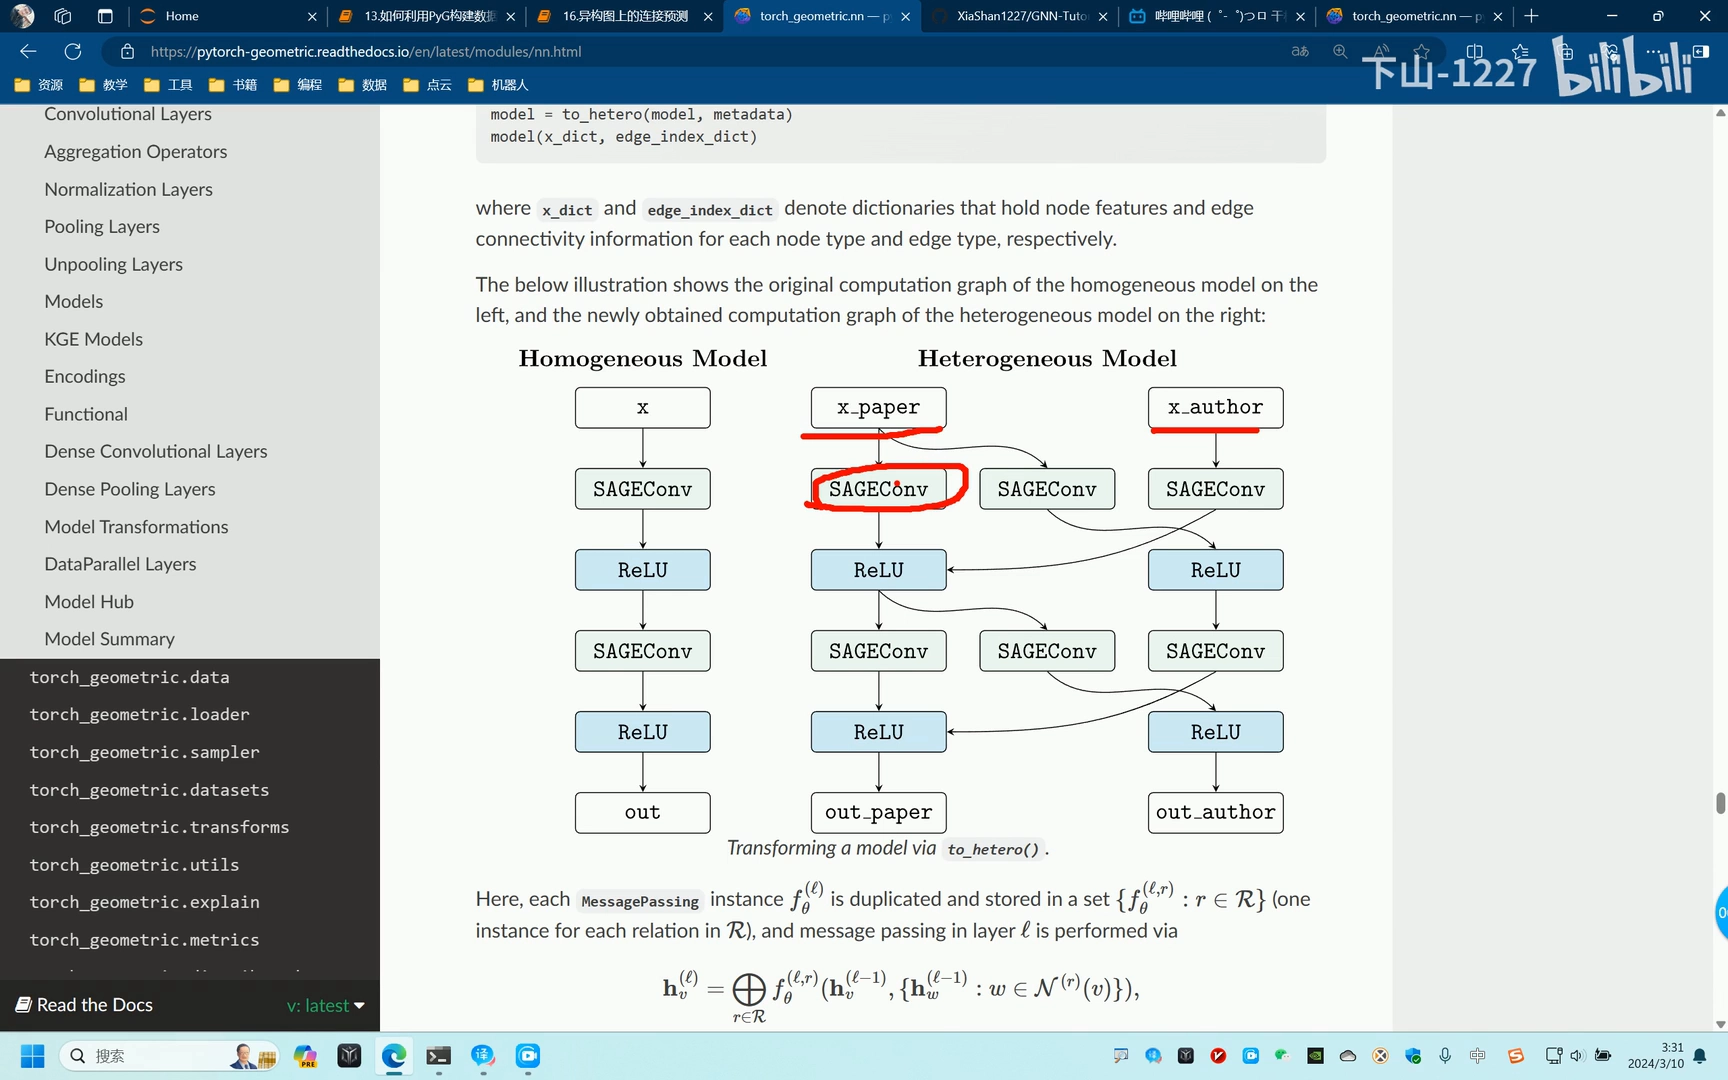 Home
13.如何利用PyG构建数据
16.异构图上的连接预测
torch_geometric.nn — p
XiaShan1227/GNN-Tuto
哔哩哔哩 (゜-゜)つロ 干
torch_geometric.nn — p
https://pytorch-geometric.readthedocs.io/en/latest/modules/nn.html
下山-1227 bilibili
资源
教学
工具
书籍
编程
数据
点云
机器人
Convolutional Layers
Aggregation Operators
Normalization Layers
Pooling Layers
Unpooling Layers
Models
KGE Models
Encodings
Functional
Dense Convolutional Layers
Dense Pooling Layers
Model Transformations
DataParallel Layers
Model Hub
Model Summary
torch_geometric.data
torch_geometric.loader
torch_geometric.sampler
torch_geometric.datasets
torch_geometric.transforms
torch_geometric.utils
torch_geometric.explain
torch_geometric.metrics
Read the Docs
v: latest
model = to_hetero(model, metadata)
model(x_dict, edge_index_dict)
where x_dict and edge_index_dict denote dictionaries that hold node features and edge
connectivity information for each node type and edge type, respectively.
The below illustration shows the original computation graph of the homogeneous model on the
left, and the newly obtained computation graph of the heterogeneous model on the right:
Homogeneous Model
Heterogeneous Model
x
x_paper
x_author
SAGEConv
SAGEConv
SAGEConv
SAGEConv
ReLU
ReLU
ReLU
SAGEConv
SAGEConv
SAGEConv
SAGEConv
ReLU
ReLU
ReLU
out
out_paper
out_author
Transforming a model via to_hetero() .
Here, each MessagePassing instance f_θ^(ℓ) is duplicated and stored in a set {f_θ^(ℓ,r) : r ∈ R} (one
instance for each relation in R), and message passing in layer ℓ is performed via
h_v^(ℓ) = ⊕_{r∈R} f_θ^(ℓ,r)(h_v^(ℓ−1), {h_w^(ℓ−1) : w ∈ N^(r)(v)}),
搜索
PRE
译
中
3:31
2024/3/10